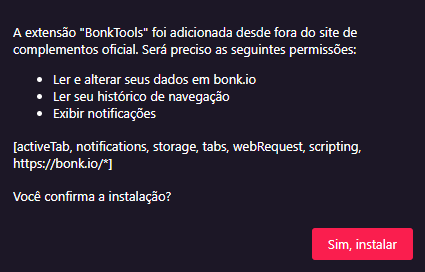 A extensão "BonkTools" foi adicionada desde fora do site de
complementos oficial. Será preciso as seguintes permissões:
• Ler e alterar seus dados em bonk.io
• Ler seu histórico de navegação
• Exibir notificações
[activeTab, notifications, storage, tabs, webRequest, scripting,
https://bonk.io/*]
Você confirma a instalação?
Sim, instalar